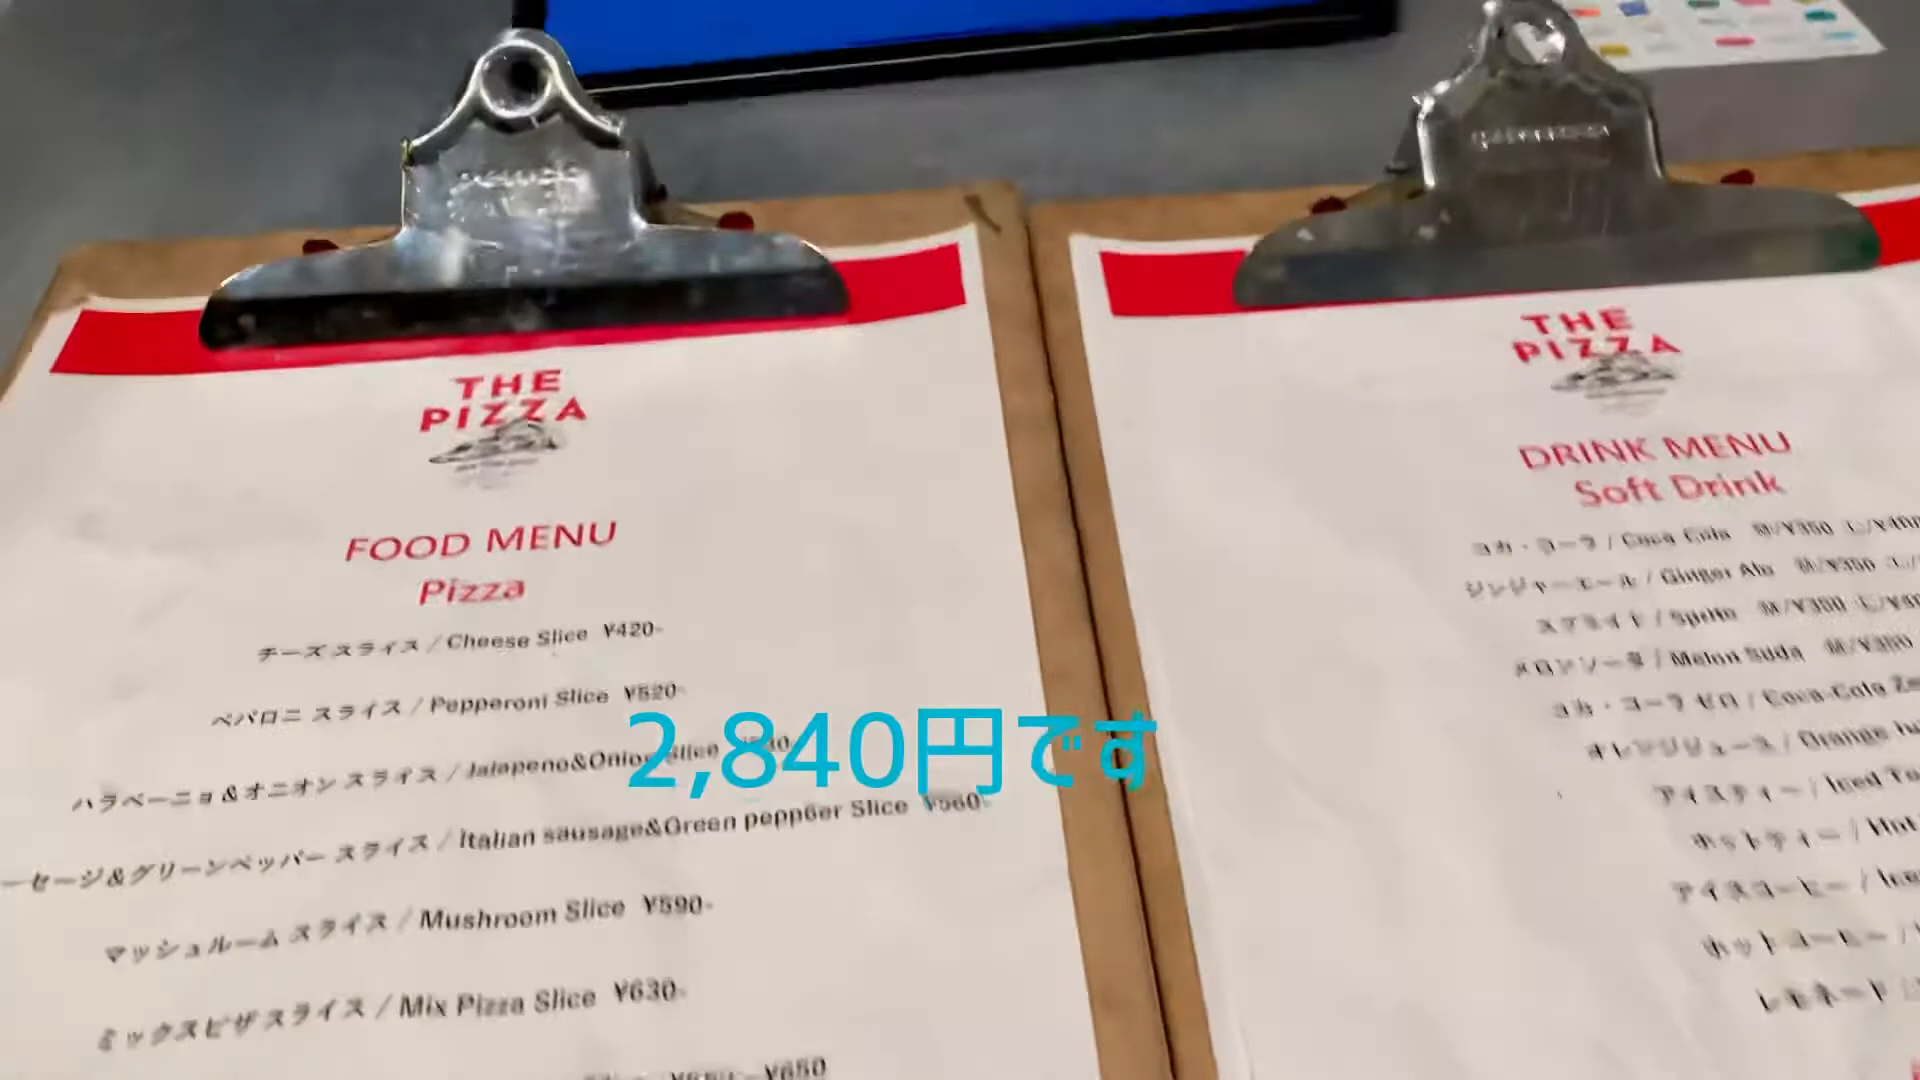 THE
PIZZA
FOOD MENU
Pizza
チーズ スライス / Cheese Slice ¥420-
ペパロニ スライス / Pepperoni Slice ¥520-
ハラペーニョ&オニオン スライス / Jalapeno&Onion Slice
2,840円です
ーセージ&グリーンペッパー スライス / Italian sausage&Green pepp6er Slice ¥560-
マッシュルーム スライス / Mushroom Slice ¥590-
ミックスピザ スライス / Mix Pizza Slice ¥630-
¥650
THE
PIZZA
DRINK MENU
Soft Drink
コカ・コーラ / Coca Cola M/¥350
ジンジャーエール / Ginger Ale M/¥350
スプライト / Sprite M/¥350
メロンソーダ / Melon Soda M/¥350
コカ・コーラ ゼロ / Coca-Cola
オレンジジュース / Orange
アイスティー / Iced
ホットティー / Hot
アイスコーヒー /
ホットコーヒー /
レモネード